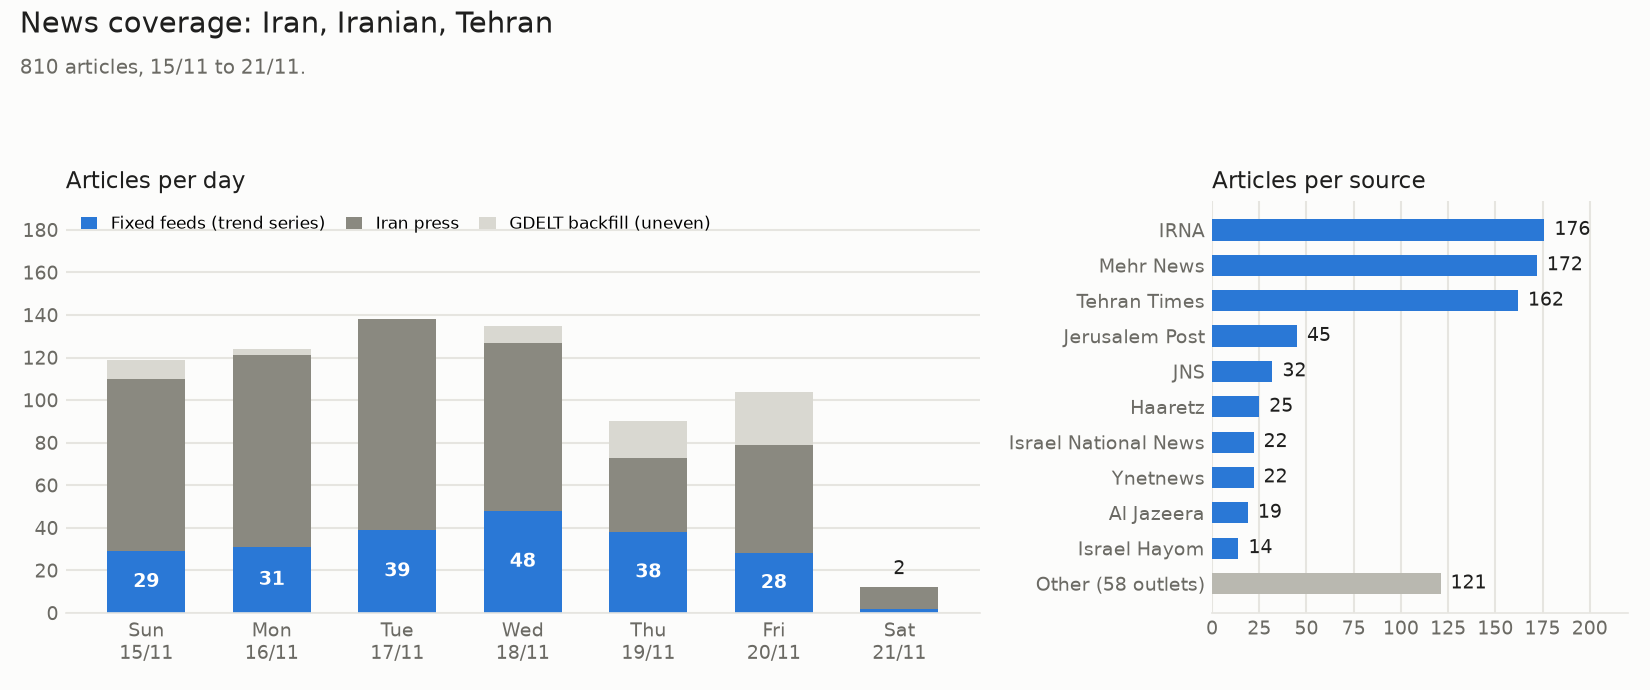 News coverage: Iran, Iranian, Tehran
810 articles, 15/11 to 21/11.
Articles per day
Fixed feeds (trend series) Iran press GDELT backfill (uneven)
180
160
140
120
100
80
60
40
20
0
29
31
39
48
38
28
2
Sun Mon Tue Wed Thu Fri Sat
15/11 16/11 17/11 18/11 19/11 20/11 21/11
Articles per source
IRNA 176
Mehr News 172
Tehran Times 162
Jerusalem Post 45
JNS 32
Haaretz 25
Israel National News 22
Ynetnews 22
Al Jazeera 19
Israel Hayom 14
Other (58 outlets) 121
0 25 50 75 100 125 150 175 200